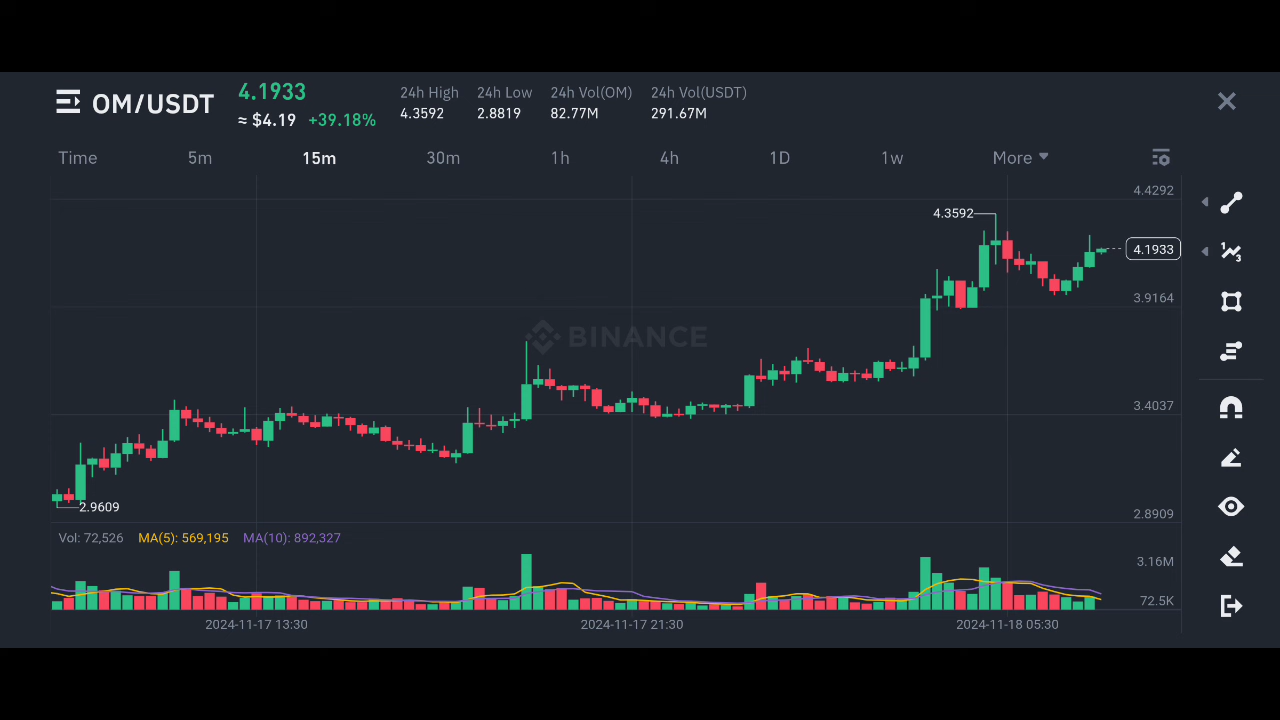 OM/USDT
4.1933
≈ $4.19 +39.18%
24h High 24h Low 24h Vol(OM) 24h Vol(USDT)
4.3592 2.8819 82.77M 291.67M
Time 5m 15m 30m 1h 4h 1D 1w More
4.4292
4.3592
4.1933
3.9164
BINANCE
3.4037
2.9609
2.8909
Vol: 72,526 MA(5): 569,195 MA(10): 892,327
3.16M
72.5K
2024-11-17 13:30 2024-11-17 21:30 2024-11-18 05:30